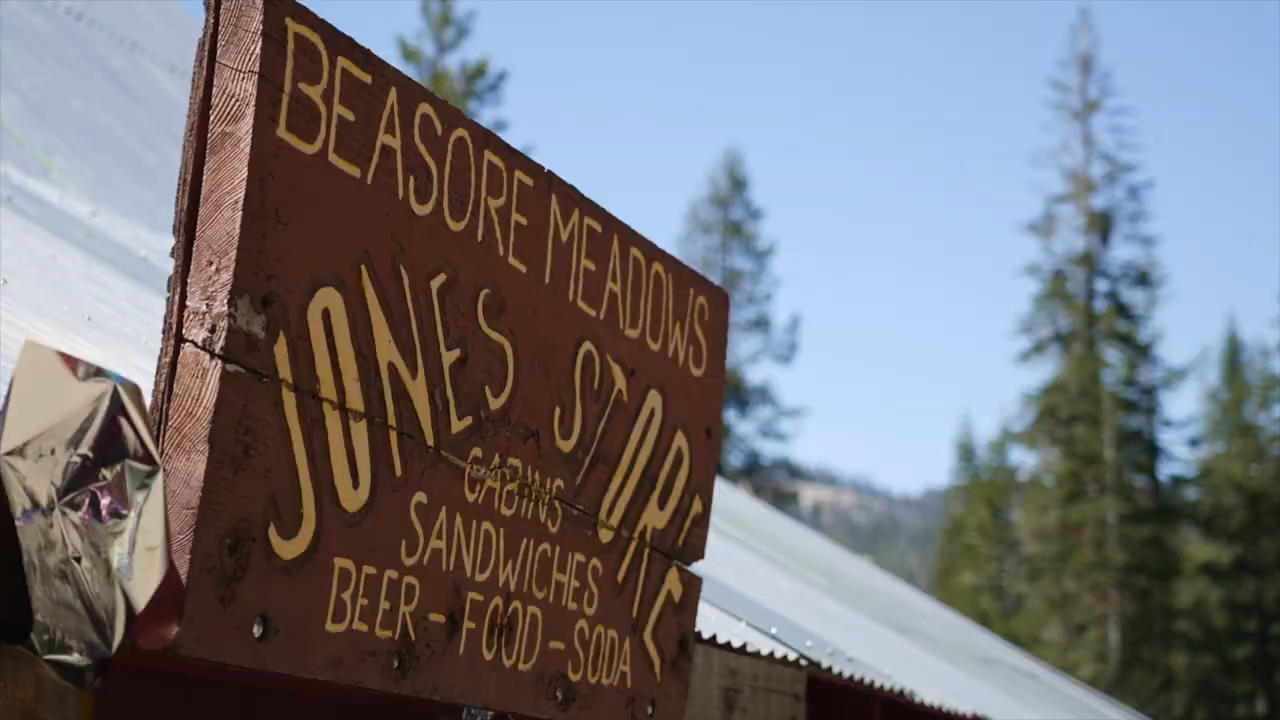 BEASORE MEADOWS
JONES STORE
CABINS
SANDWICHES
BEER-FOOD-SODA